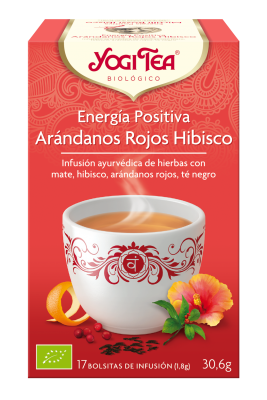 YOGI TEA®
BIOLÓGICO
Energía Positiva
Arándanos Rojos Hibisco
Infusión ayurvédica de hierbas con
mate, hibisco, arándanos rojos, té negro
17 BOLSITAS DE INFUSIÓN (1,8g)
30,6g